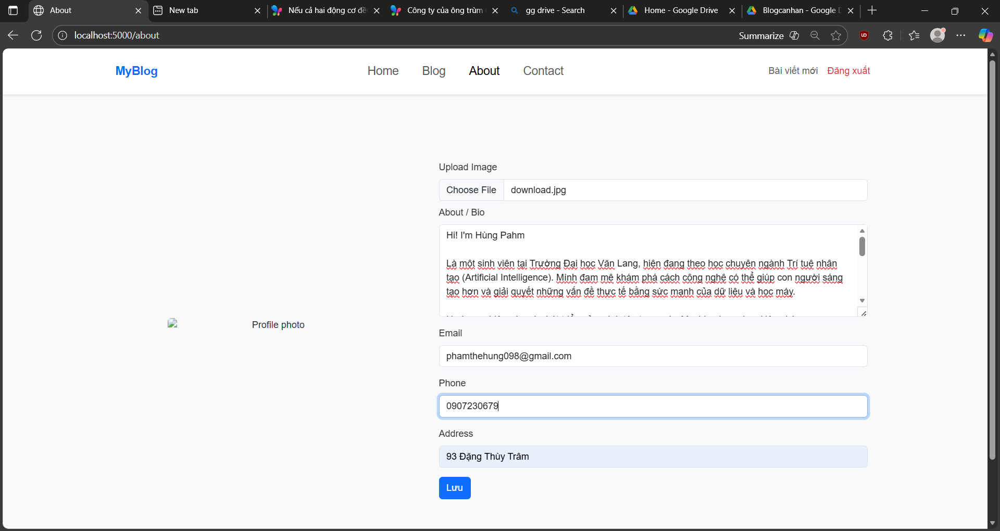 About
New tab
Nếu cả hai động cơ đề
Công ty của ông trùm
gg drive - Search
Home - Google Drive
Blogcanhan - Google D
localhost:5000/about
Summarize
MyBlog
Home
Blog
About
Contact
Bài viết mới
Đăng xuất
Upload Image
Choose File
download.jpg
About / Bio
Hi! I'm Hùng Pahm
Là một sinh viên tại Trường Đại học Văn Lang, hiện đang theo học chuyên ngành Trí tuệ nhân
tạo (Artificial Intelligence). Mình đam mê khám phá cách công nghệ có thể giúp con người sáng
tạo hơn và giải quyết những vấn đề thực tế bằng sức mạnh của dữ liệu và học máy.
Profile photo
Email
phamthehung098@gmail.com
Phone
0907230679
Address
93 Đặng Thùy Trâm
Lưu